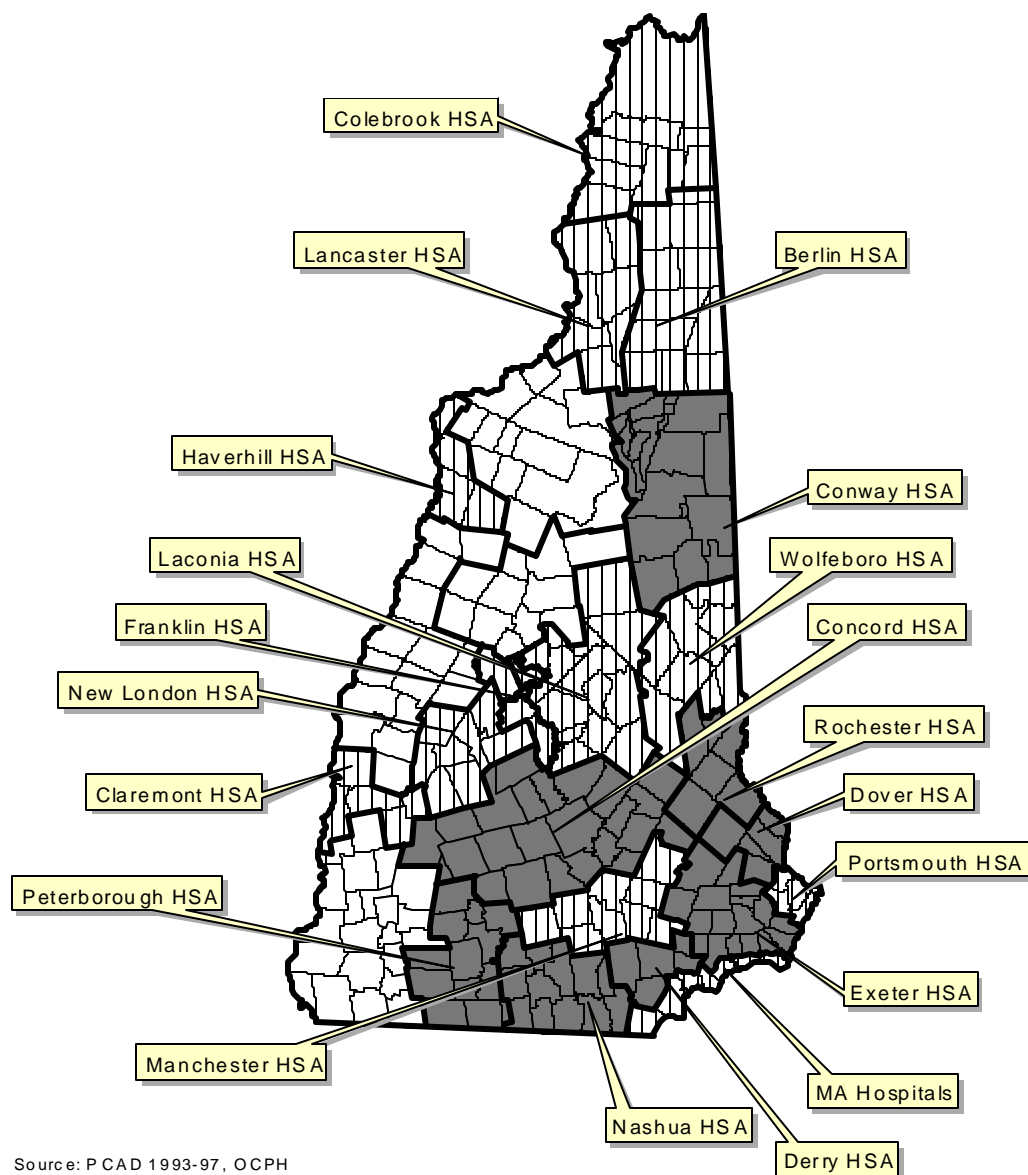 Colebrook HSA
Lancaster HSA
Berlin HSA
Haverhill HSA
Conway HSA
Laconia HSA
Wolfeboro HSA
Franklin HSA
Concord HSA
New London HSA
Rochester HSA
Claremont HSA
Dover HSA
Portsmouth HSA
Peterborough HSA
Exeter HSA
Manchester HSA
MA Hospitals
Nashua HSA
Derry HSA
Source: PCAD 1993-97, OCPH